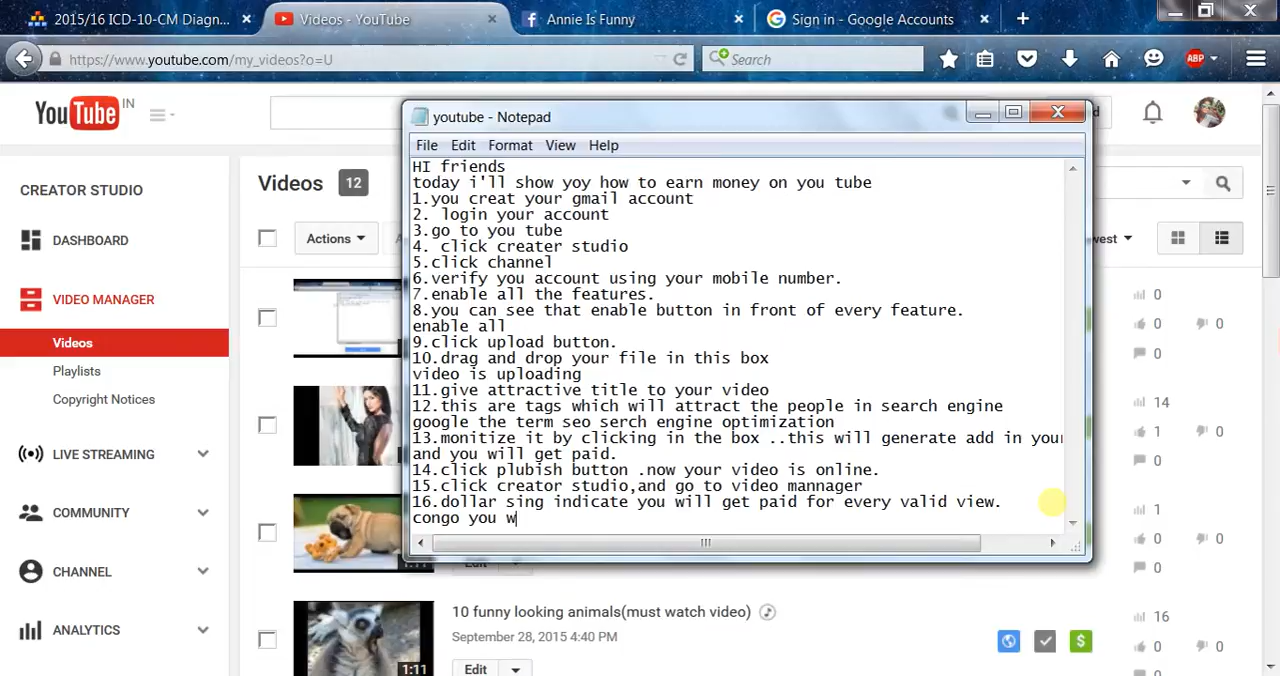 2015/16 ICD-10-CM Diagn...
Videos - YouTube
Annie Is Funny
Sign in - Google Accounts
https://www.youtube.com/my_videos?o=U
Search
ABP
YouTube IN
youtube - Notepad
File Edit Format View Help
HI friends
today i'll show yoy how to earn money on you tube
1.you creat your gmail account
2. login your account
3.go to you tube
4. click creater studio
5.click channel
6.verify you account using your mobile number.
7.enable all the features.
8.you can see that enable button in front of every feature.
enable all
9.click upload button.
10.drag and drop your file in this box
video is uploading
11.give attractive title to your video
12.this are tags which will attract the people in search engine
google the term seo serch engine optimization
13.monitize it by clicking in the box ..this will generate add in your
and you will get paid.
14.click plubish button .now your video is online.
15.click creator studio,and go to video mannager
16.dollar sing indicate you will get paid for every valid view.
congo you w
CREATOR STUDIO
DASHBOARD
VIDEO MANAGER
Videos
Playlists
Copyright Notices
LIVE STREAMING
COMMUNITY
CHANNEL
ANALYTICS
Videos 12
Actions
0
0 0
0
14
1 0
0
1
0 0
0
Edit
10 funny looking animals(must watch video)
September 28, 2015 4:40 PM
1:11
Edit
$
16
0 0